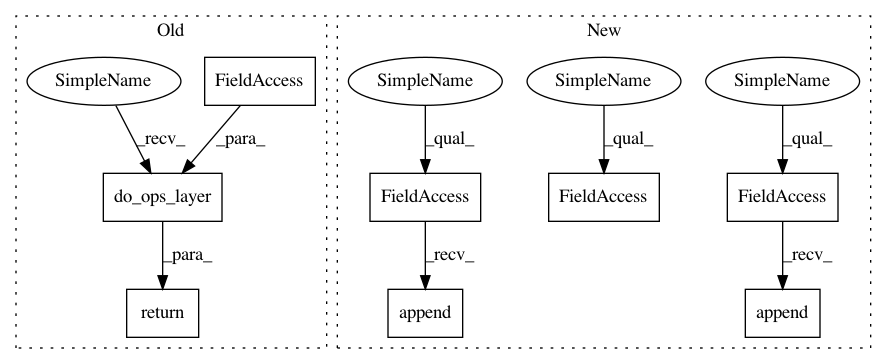 Old
New
SimpleName
FieldAccess
SimpleName
SimpleName
SimpleName
_recv_
_para_
_qual_
_qual_
_qual_
do_ops_layer
FieldAccess
FieldAccess
FieldAccess
_para_
_recv_
_recv_
return
append
append